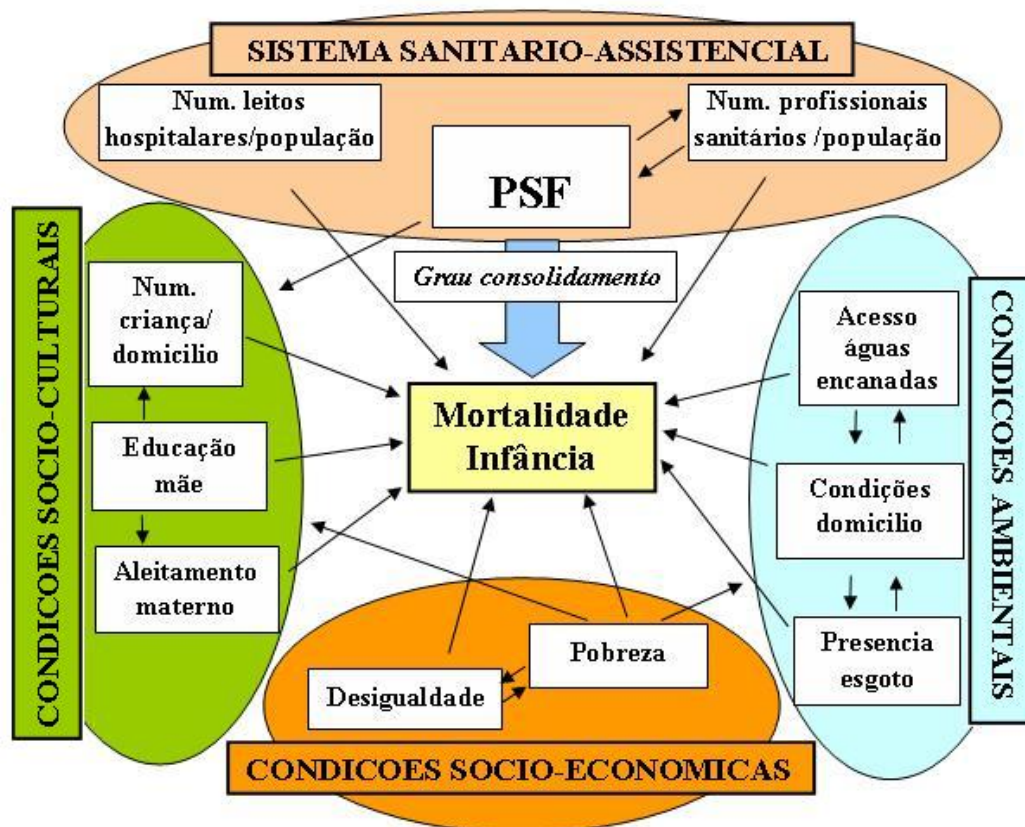 SISTEMA SANITARIO-ASSISTENCIAL
Num. leitos
hospitalares/população
Num. profissionais
sanitários /população
PSF
Grau consolidamento
CONDICOES SOCIO-CULTURAIS
Num.
criança/
domicilio
Educação
mãe
Aleitamento
materno
Mortalidade
Infância
Acesso
águas
encanadas
Condições
domicilio
Presencia
esgoto
CONDICOES AMBIENTAIS
Pobreza
Desigualdade
CONDICOES SOCIO-ECONOMICAS